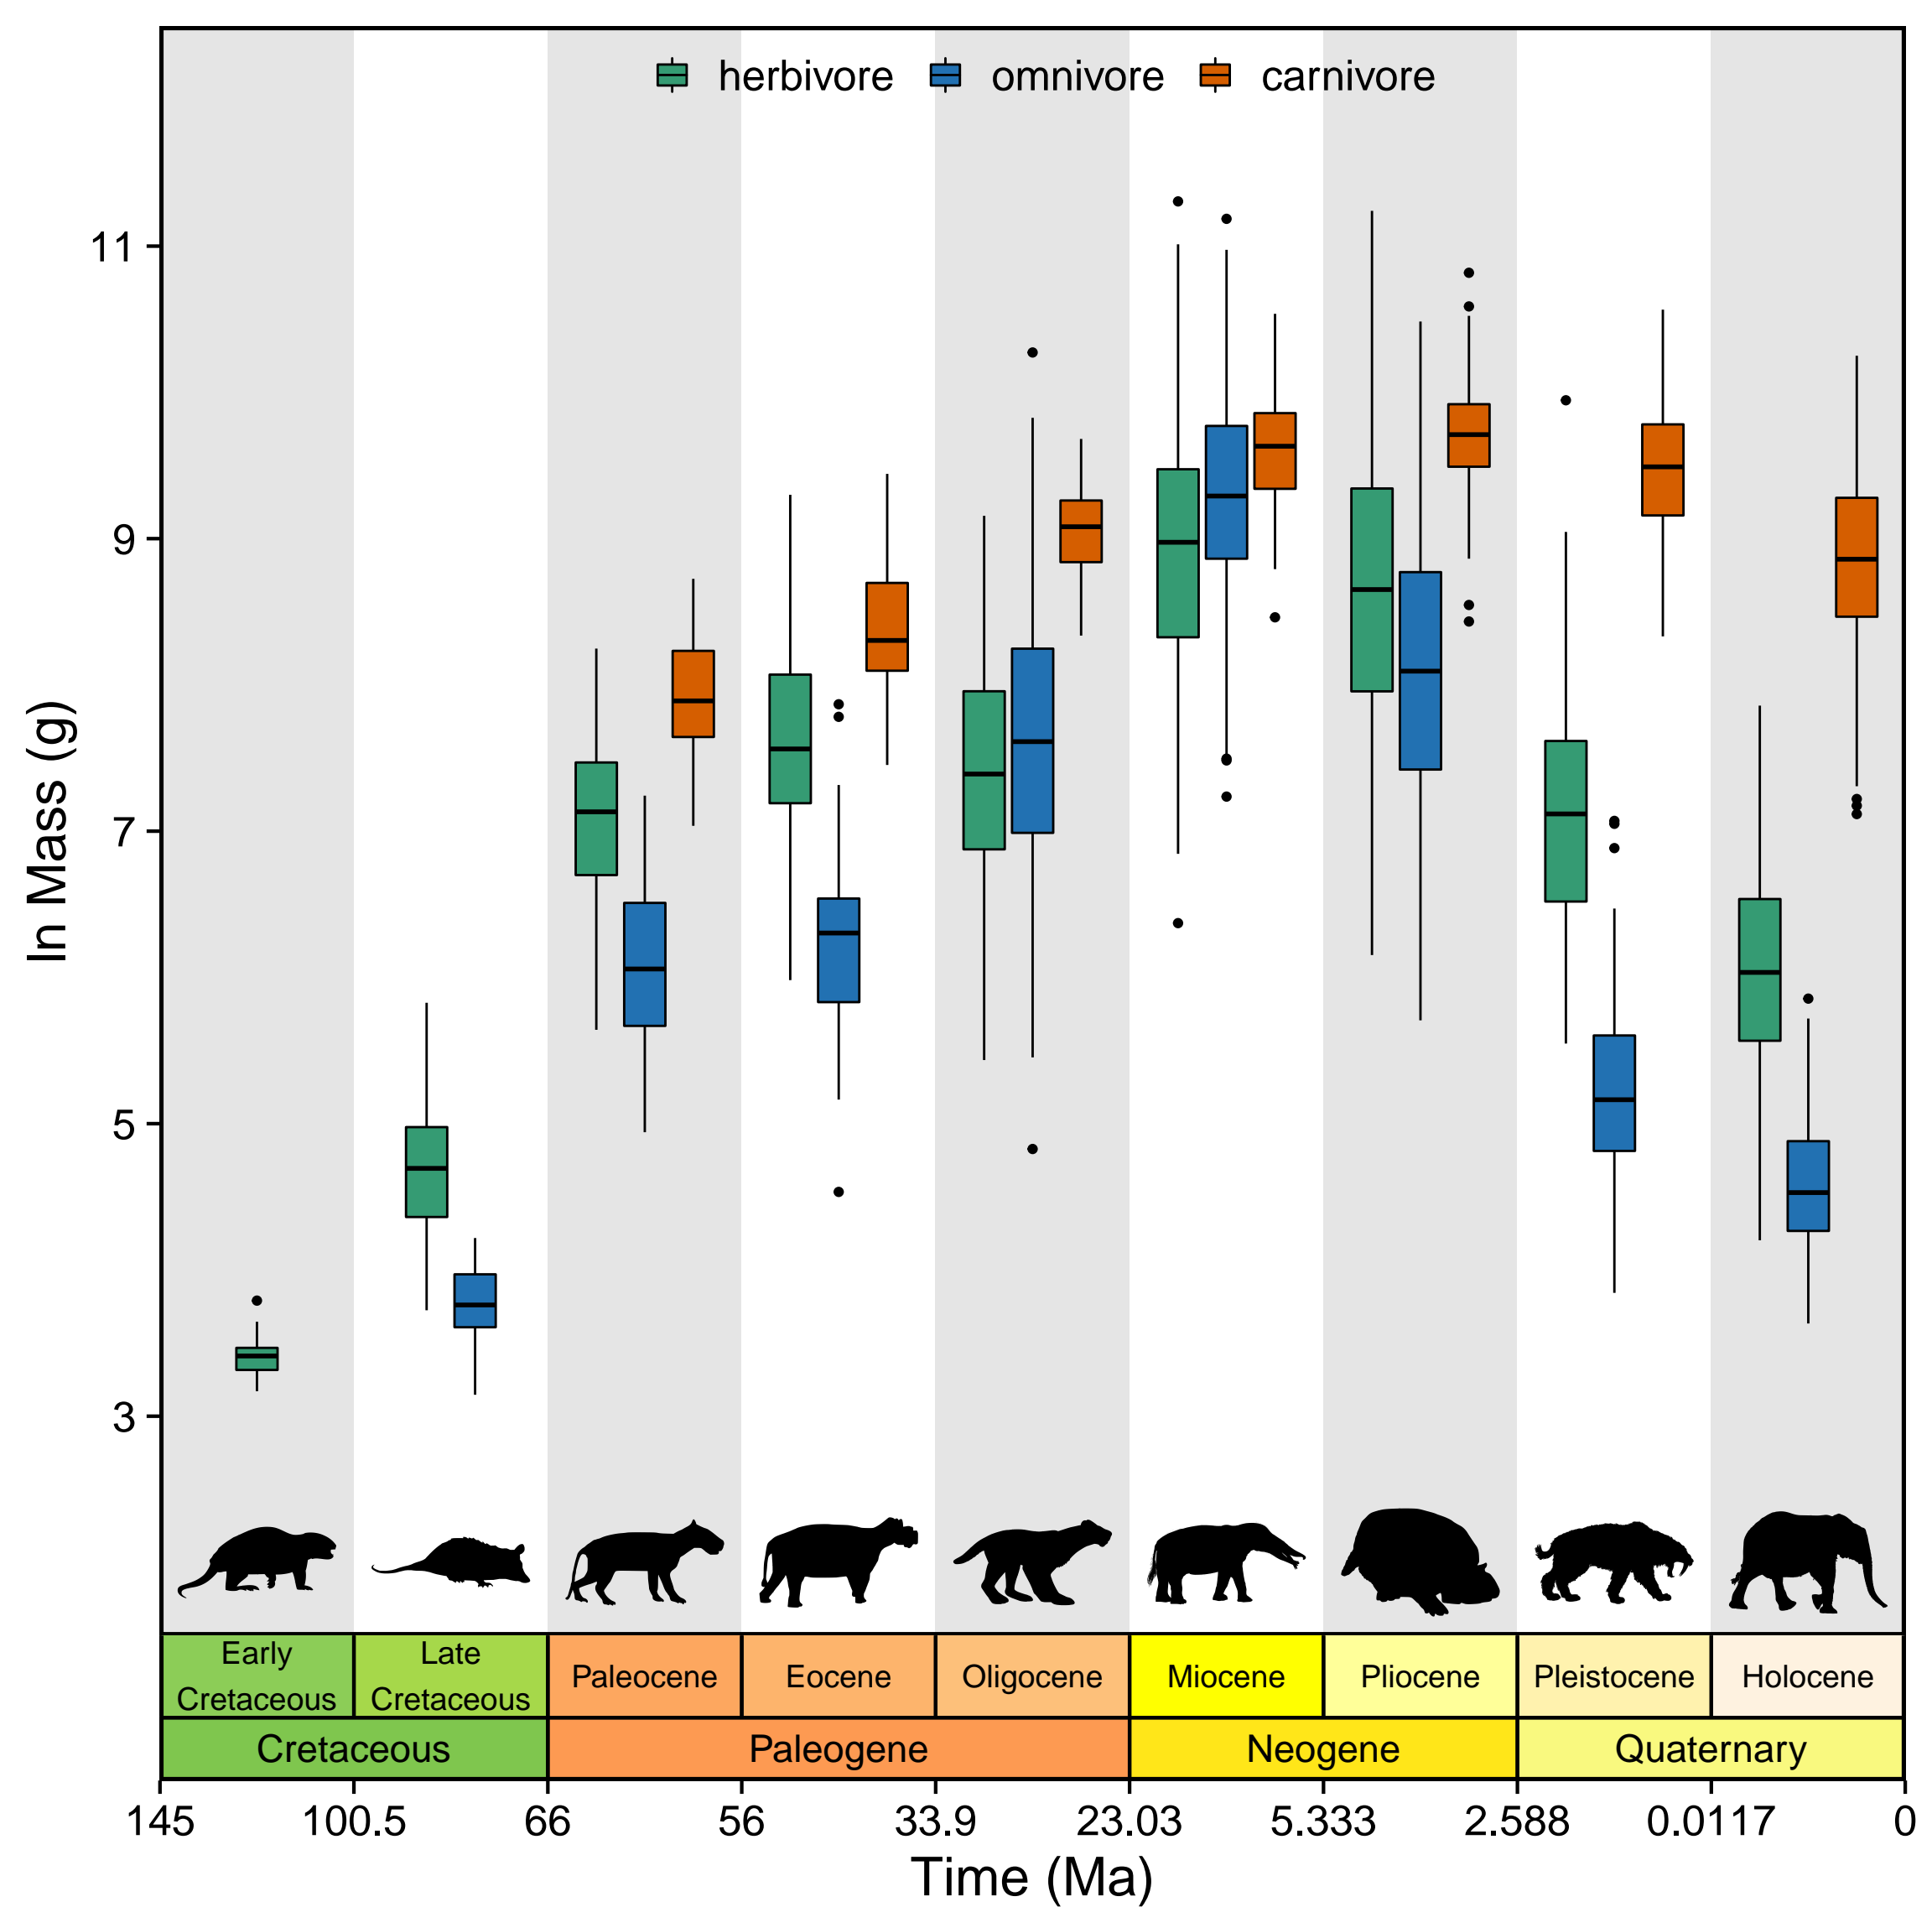 herbivore omnivore carnivore
11
9
7
5
3
ln Mass (g)
Early Cretaceous
Late Cretaceous
Paleocene
Eocene
Oligocene
Miocene
Pliocene
Pleistocene
Holocene
Cretaceous Paleogene Neogene Quaternary
145 100.5 66 56 33.9 23.03 5.333 2.588 0.0117 0
Time (Ma)